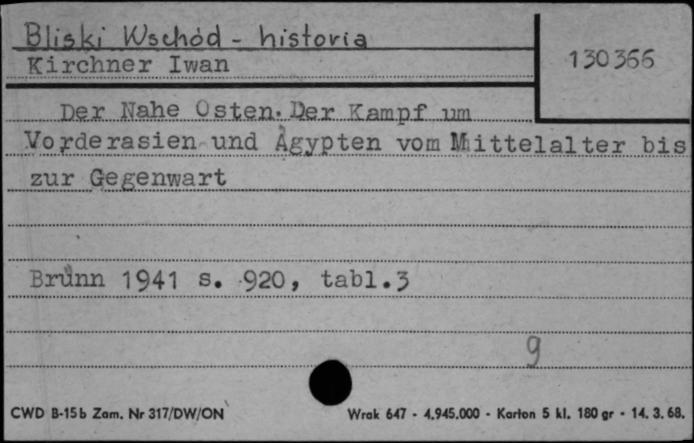 Bliski Wschód - historia
130366
Kirchner Iwan
Der Nahe Osten. Der Kampf um
Vorderasien und Ägypten vom Mittelalter bis
zur Gegenwart
Brünn 1941 s. 920, tabl.3
9
CWD B-15b Zam. Nr 317/DW/ON Wrak 647 - 4.945.000 - Karton 5 kl. 180 gr - 14. 3. 68.